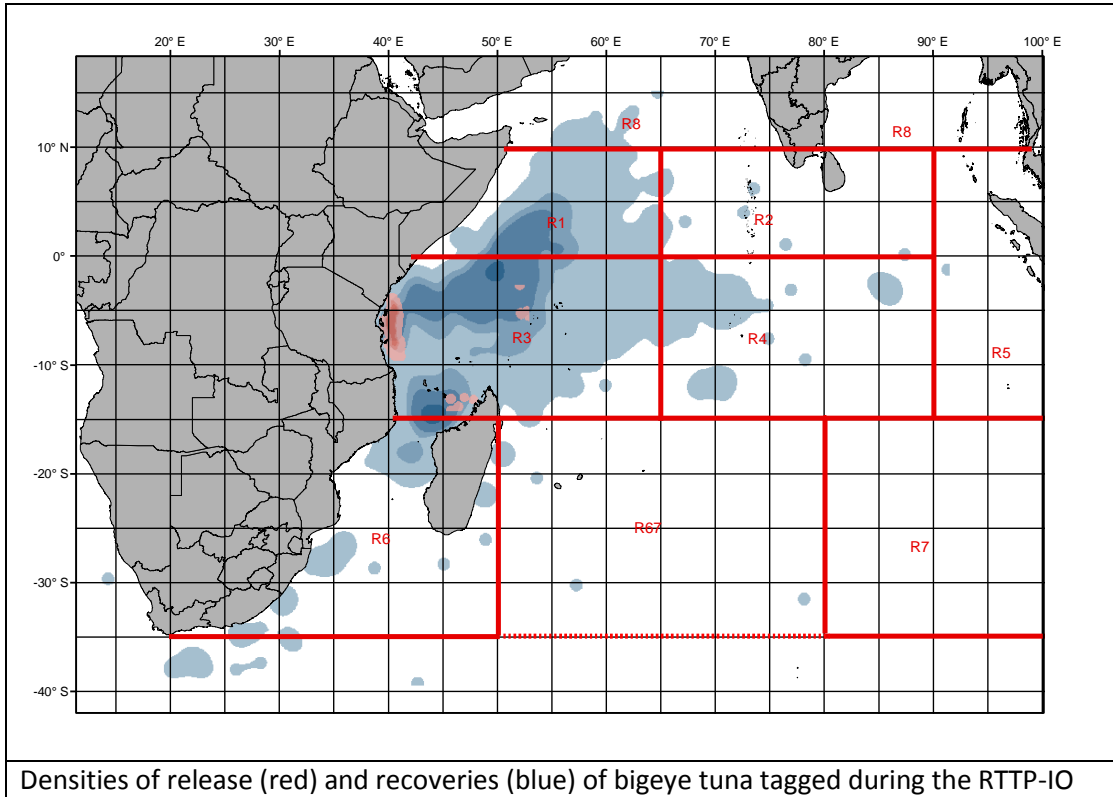 20° E 30° E 40° E 50° E 60° E 70° E 80° E 90° E 100° E
R8 R8
10° N
R1 R2
0°
R3 R4 R5
-10° S
-20° S
R6 R67 R7
-30° S
-40° S
Densities of release (red) and recoveries (blue) of bigeye tuna tagged during the RTTP-IO